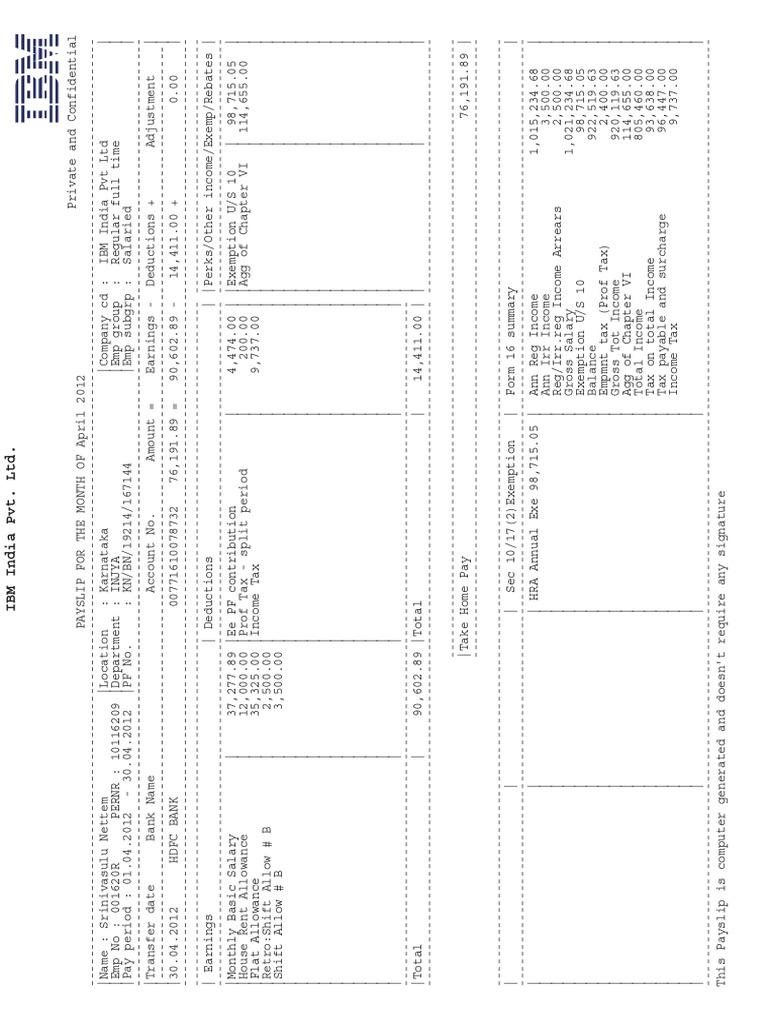 IBM India Pvt. Ltd.
IBM
Private and Confidential
PAYSLIP FOR THE MONTH OF April 2012
|Name : Srinivasulu Nettem |Location : Karnataka |Company cd : IBM India Pvt Ltd |
|Emp No : 001620R PERNR : 10116209 |Department : INJYA |Emp group : Regular full time
|Pay period : 01.04.2012 - 30.04.2012 |PF No. : KN/BN/19214/167144 |Emp subgrp : Salaried
|Transfer date Bank Name Account No. Amount = Earnings - Deductions + Adjustment
|30.04.2012 HDFC BANK 00771610078732 76,191.89 = 90,602.89 - 14,411.00 + 0.00
| Earnings | Deductions |Perks/Other income/Exemp/Rebates |
|Monthly Basic Salary 37,277.89 |Ee PF contribution 4,474.00 |Exemption U/S 10 98,715.05
|House Rent Allowance 12,000.00 |Prof Tax - split period 200.00 |Agg of Chapter VI 114,655.00
|Flat Allowance 35,325.00 |Income Tax 9,737.00
|Retro:Shift Allow # B 2,500.00
|Shift Allow # B 3,500.00
|Total 90,602.89 |Total 14,411.00
|Take Home Pay 76,191.89 |
| | Sec 10/17(2)Exemption | Form 16 summary |
HRA Annual Exe 98,715.05 |Ann Reg Income 1,015,234.68
Ann Irr Income 3,500.00
Reg/Irr.reg Income Arrears 2,500.00
Gross Salary 1,021,234.68
Exemption U/S 10 98,715.05
Balance 922,519.63
Empmnt tax (Prof Tax) 2,400.00
Gross Tot Income 920,119.63
Agg of Chapter VI 114,655.00
Total Income 805,460.00
Tax on total Income 93,638.00
Tax payable and surcharge 96,447.00
Income Tax 9,737.00
This Payslip is computer generated and doesn't require any signature